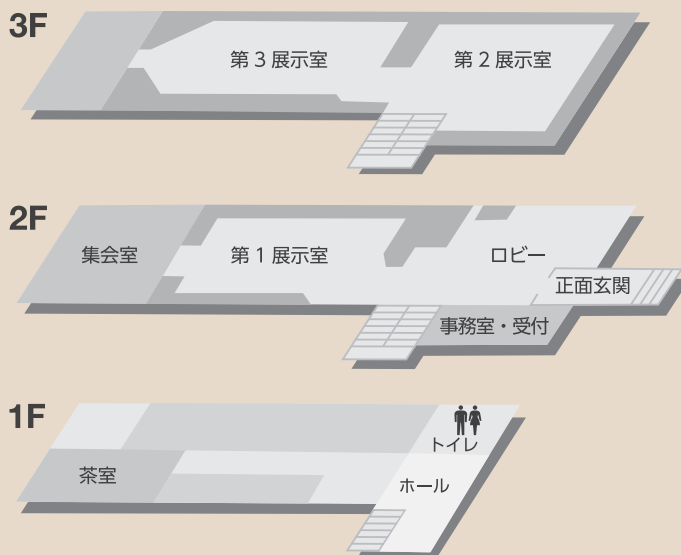 3F
第3展示室
第2展示室
2F
集会室
第1展示室
ロビー
正面玄関
事務室・受付
1F
トイレ
茶室
ホール